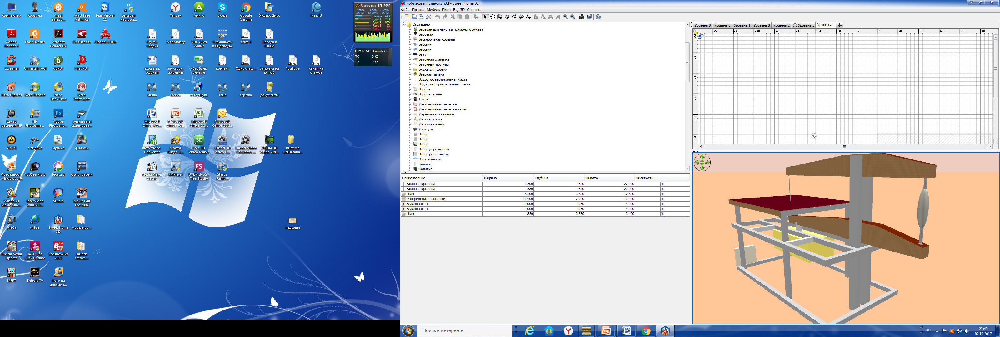 Компьютер
Корзина
Avast SafeZo...
Avast Free Antivirus
TeamViewer 11
Быстрая настрой...
Yandex
Амиго
Skype
Google Chrome
Яндекс.Диск
Глаз.ТВ
Adobe Reader X
Foxit Reader
Acrobat Reader DC
FineReader
Alcohol 120%
PayPal. Сводка
WebMoney
Visa QIWI Wallet
Скриншоты в Яндекс.Д...
drive 2
Погода в Ельце
CCleaner
Uninstall Tool
doPDF
First PDF
вход в эл. журнал
электрон. журналы
сбербанк онлайн
контакт
Одноклас...
Загрузка на ю-тюб
YouTube
канал на ю-тюбе
Nero Express
Nero Recode
Nero ShowTime
Nero StartSmart
миша
женёк
с ноутбука
таня
серёжа
документы
Центр решений HP
HP Photosma...
Adobe Photosho...
результаты сканирова...
Microsoft Office Wo...
Microsoft Office Po...
Microsoft Office Exc...
Microsoft Office Outl...
AIMP3
с видика
музыка
фильмы
AVS Video Converter
Movavi Видео К...
Free 3D Video Maker
Xilisoft 3D Video C...
Xilisoft Video Converter ...
NVIDIA 3D Vision Vid...
Runtime GetDataBa...
Фотоальбом Windows Live
ACDSee Pro 5
Picasa 3
фотографии
Media Player Classic
KMPlayer
DVDVideoS... Free Studio
Starus Partiti...
Windows Movie Mak...
InterVideo WinDVD...
Studio
Movie Edit Pro 2004
учёба
учёба
Sweet Home 3D
моделиро...
педсовет
Dbscar Serial Update
X431 One Click Update
LedshowTW 2015
launch softwa...
MFPT
Behold TV
Фото на докумен...
Загрузка ЦП 29%
Исполь. Своб. Всего
3084МВ 4000МВ 7084МВ
Память 44%
Ядро 1 21%
Ядро 2 86%
Ядро 3 3%
Ядро 4 6%
k PCIe GBE Family Cor
TX 0 КБ
RX 0 КБ
лобзиковый станок.sh3d - Sweet Home 3D
Файл Правка Мебель План Вид 3D Справка
Экстерьер
Барабан для намотки пожарного рукава
Барбекю
Баскебольная корзина
Бассейн
Бассейн
Батут
Бетонная скамейка
Бетонный тротуар
Будка для собаки
Веерная пальма
Водосток вертикальная часть
Водосток горизонтальная часть
Ворота
Ворота загона
Гриль
Декоративная решетка
Декоративная решетка малая
Деревянная скамейка
Детская горка
Детские качели
Джакузи
Забор
Забор
Забор
Забор деревянный
Забор решетчатый
Зонт уличный
Калитка
Калитка
Наименование Ширина Глубина Высота Видимость
Колонна крыльца 1 500 1 600 22 000
Колонна крыльца 580 610 20 900
Шар 3 200 3 300 12 300
Распределительный щит 11 400 2 200 10 400
Выключатель 4 000 1 250 4 000
Выключатель 4 000 1 250 4 000
Шар 850 3 550 3 400
Уровень 0 Уровень 6 Уровень 1 Уровень 3 Уровень 2 Уровень 5 Уровень 4
-50 -40 -30 -20 -10 0м 10 20 30 40 50 60 70 80
-40
-30
-20
-10
0м
Поиск в интернете
RU
21:45
02.10.2017